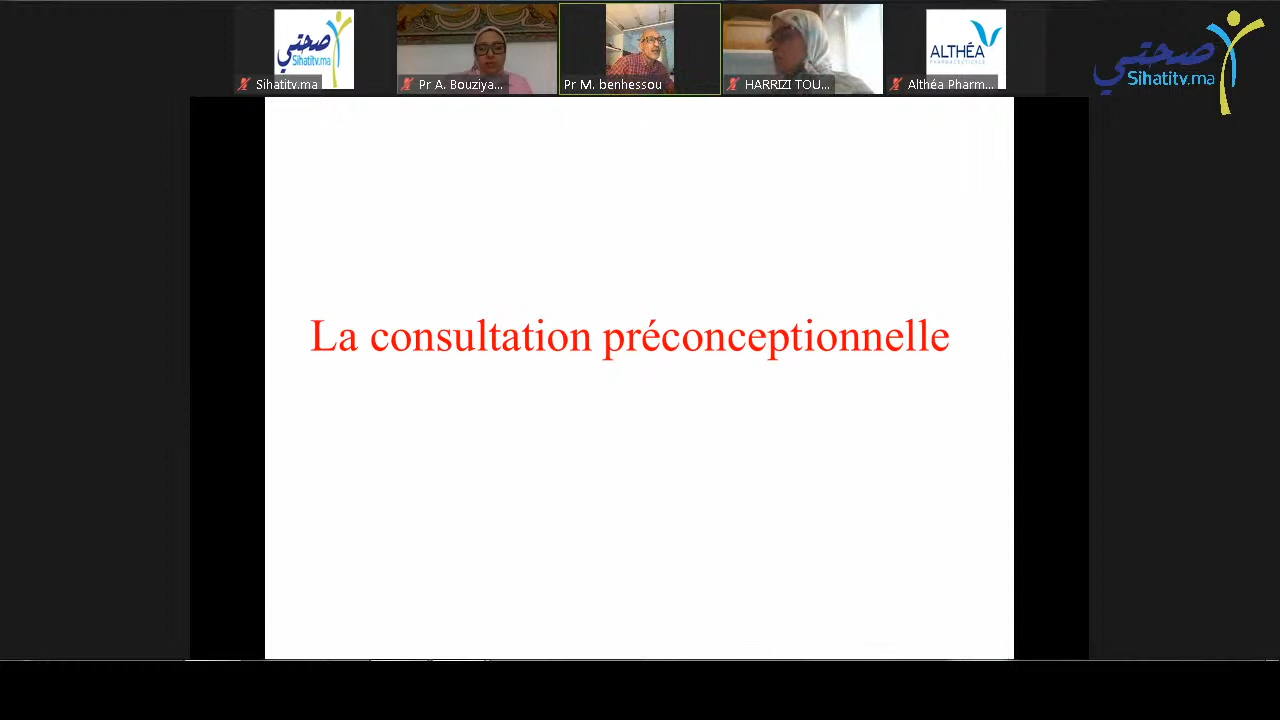 صحتي
Sihatitv.ma
Sihatitv.ma
Pr A. Bouziya...
Pr M. benhessou
HARRIZI TOU...
ALTHÉA
PHARMACEUTICALS
Althéa Pharm...
صحتي
Sihatitv.ma
La consultation préconceptionnelle